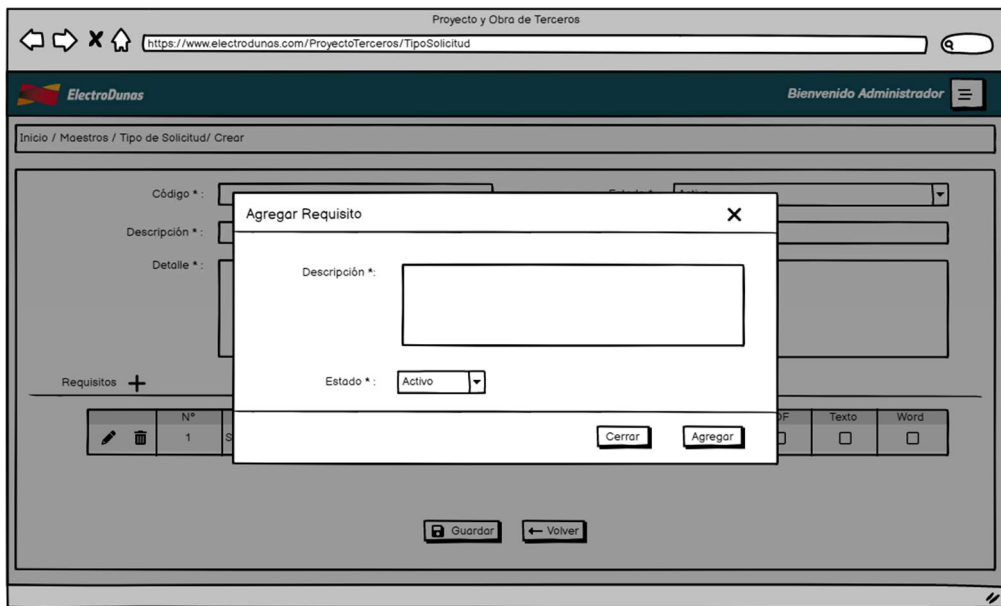 Proyecto y Obra de Terceros
https://www.electrodunas.com/ProyectoTerceros/TipoSolicitud
ElectroDunas
Bienvenido Administrador
Inicio / Maestros / Tipo de Solicitud/ Crear
Código * :
Agregar Requisito
Descripción * :
Detalle * :
Descripción *:
Estado * :
Activo
Requisitos
N°
Texto
Word
1
S
Cerrar
Agregar
Guardar
Volver